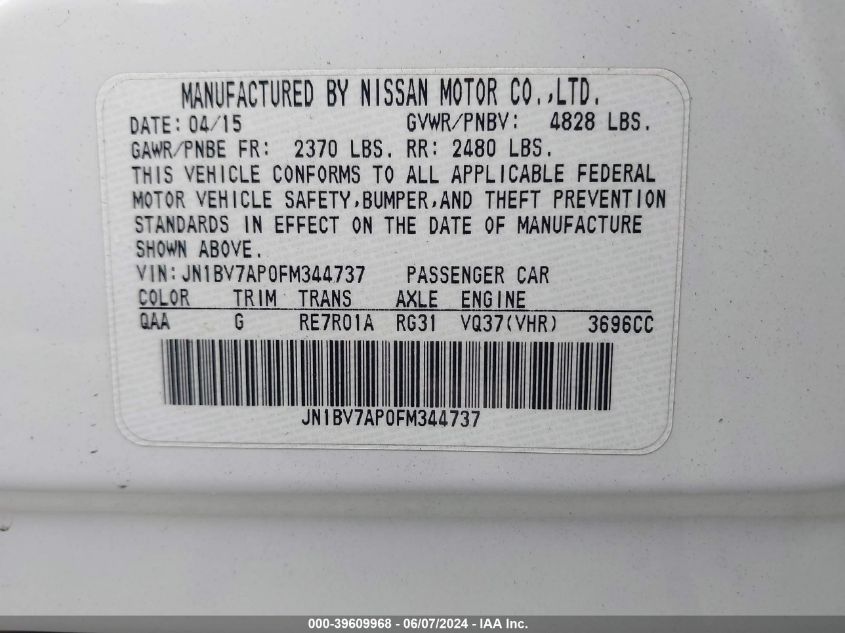 MANUFACTURED BY NISSAN MOTOR CO.,LTD.
DATE: 04/15 GVWR/PNBV: 4828 LBS.
GAWR/PNBE FR: 2370 LBS. RR: 2480 LBS.
THIS VEHICLE CONFORMS TO ALL APPLICABLE FEDERAL
MOTOR VEHICLE SAFETY,BUMPER,AND THEFT PREVENTION
STANDARDS IN EFFECT ON THE DATE OF MANUFACTURE
SHOWN ABOVE.
VIN:JN1BV7AP0FM344737 PASSENGER CAR
COLOR TRIM TRANS AXLE ENGINE
QAA G RE7R01A RG31 VQ37(VHR) 3696CC
JN1BV7AP0FM344737
000-39609968 - 06/07/2024 - IAA Inc.